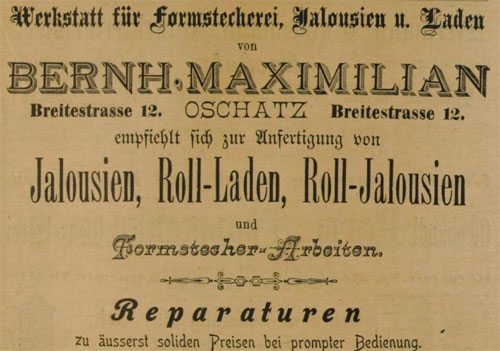 Werkstatt für Formstecherei, Jalousien u. Laden
von
BERNH. MAXIMILIAN
Breitestrasse 12. OSCHATZ Breitestrasse 12.
empfiehlt sich zur Anfertigung von
Jalousien, Roll-Laden, Roll-Jalousien
und
Formstecher-Arbeiten.
Reparaturen
zu äusserst soliden Preisen bei prompter Bedienung.